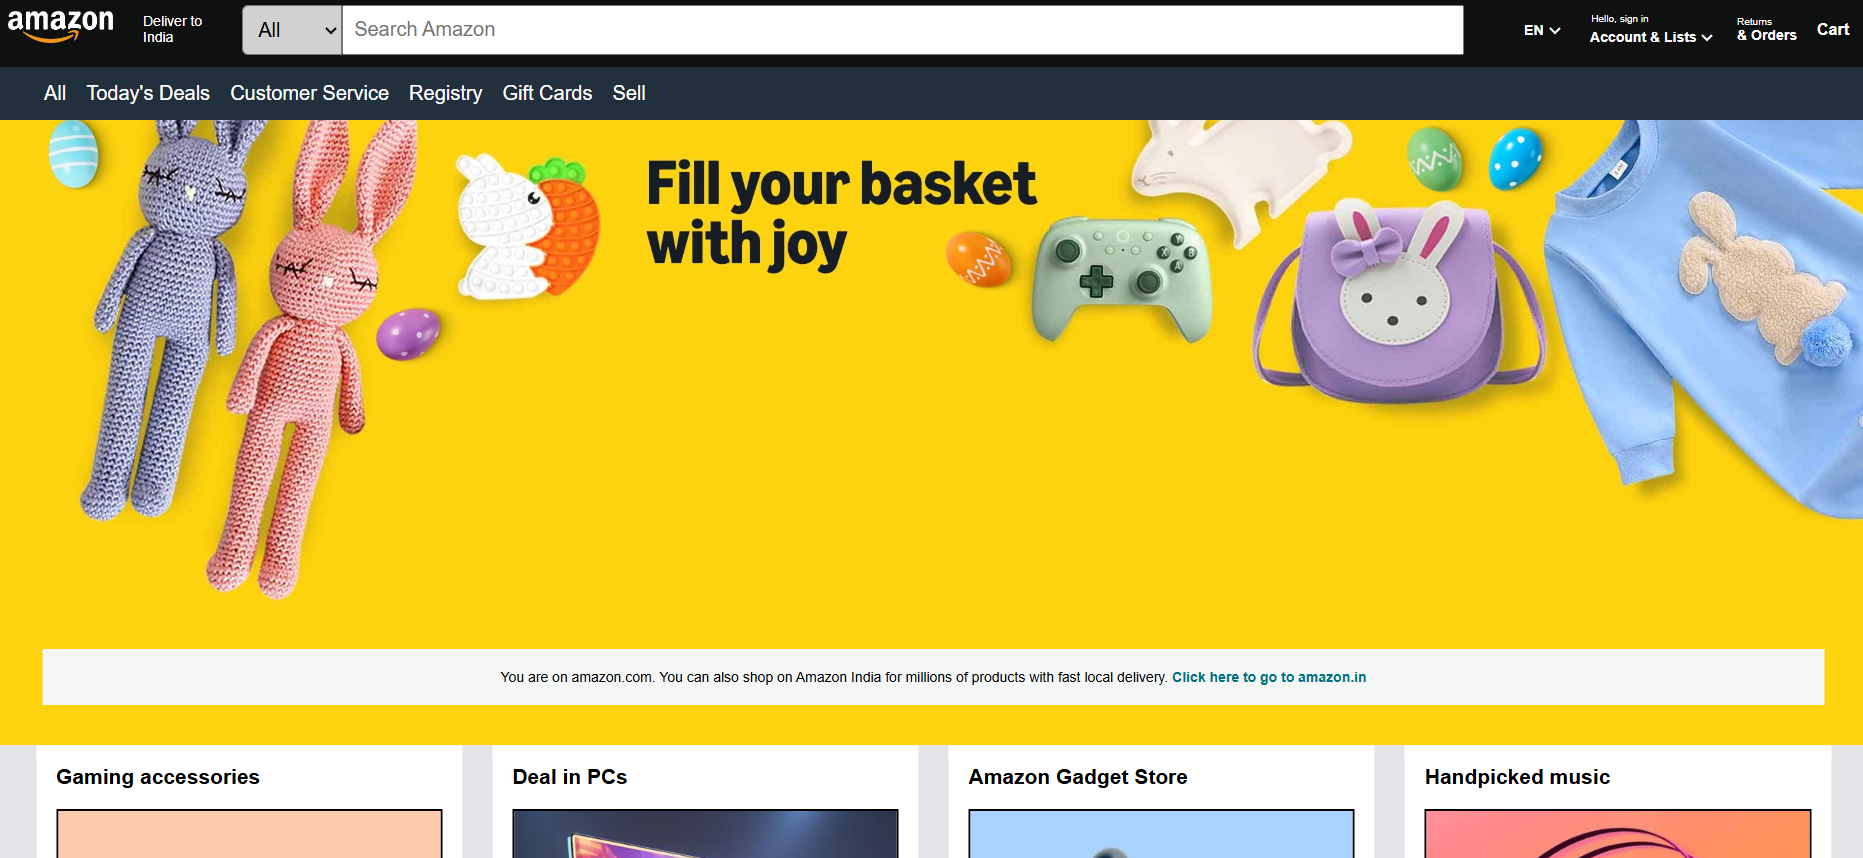 amazon
Deliver to
India
All
Search Amazon
EN
Hello, sign in
Account & Lists
Returns
& Orders
Cart
All Today's Deals Customer Service Registry Gift Cards Sell
Fill your basket
with joy
Y
X B
A
You are on amazon.com. You can also shop on Amazon India for millions of products with fast local delivery. Click here to go to amazon.in
Gaming accessories
Deal in PCs
Amazon Gadget Store
Handpicked music